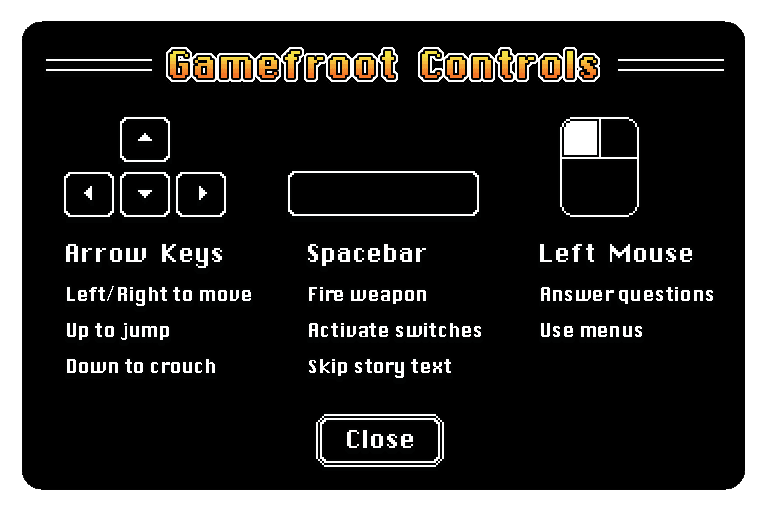 Gamefroot Controls
Arrow Keys
Left/Right to move
Up to jump
Down to crouch
Spacebar
Fire weapon
Activate switches
Skip story text
Left Mouse
Answer questions
Use menus
Close